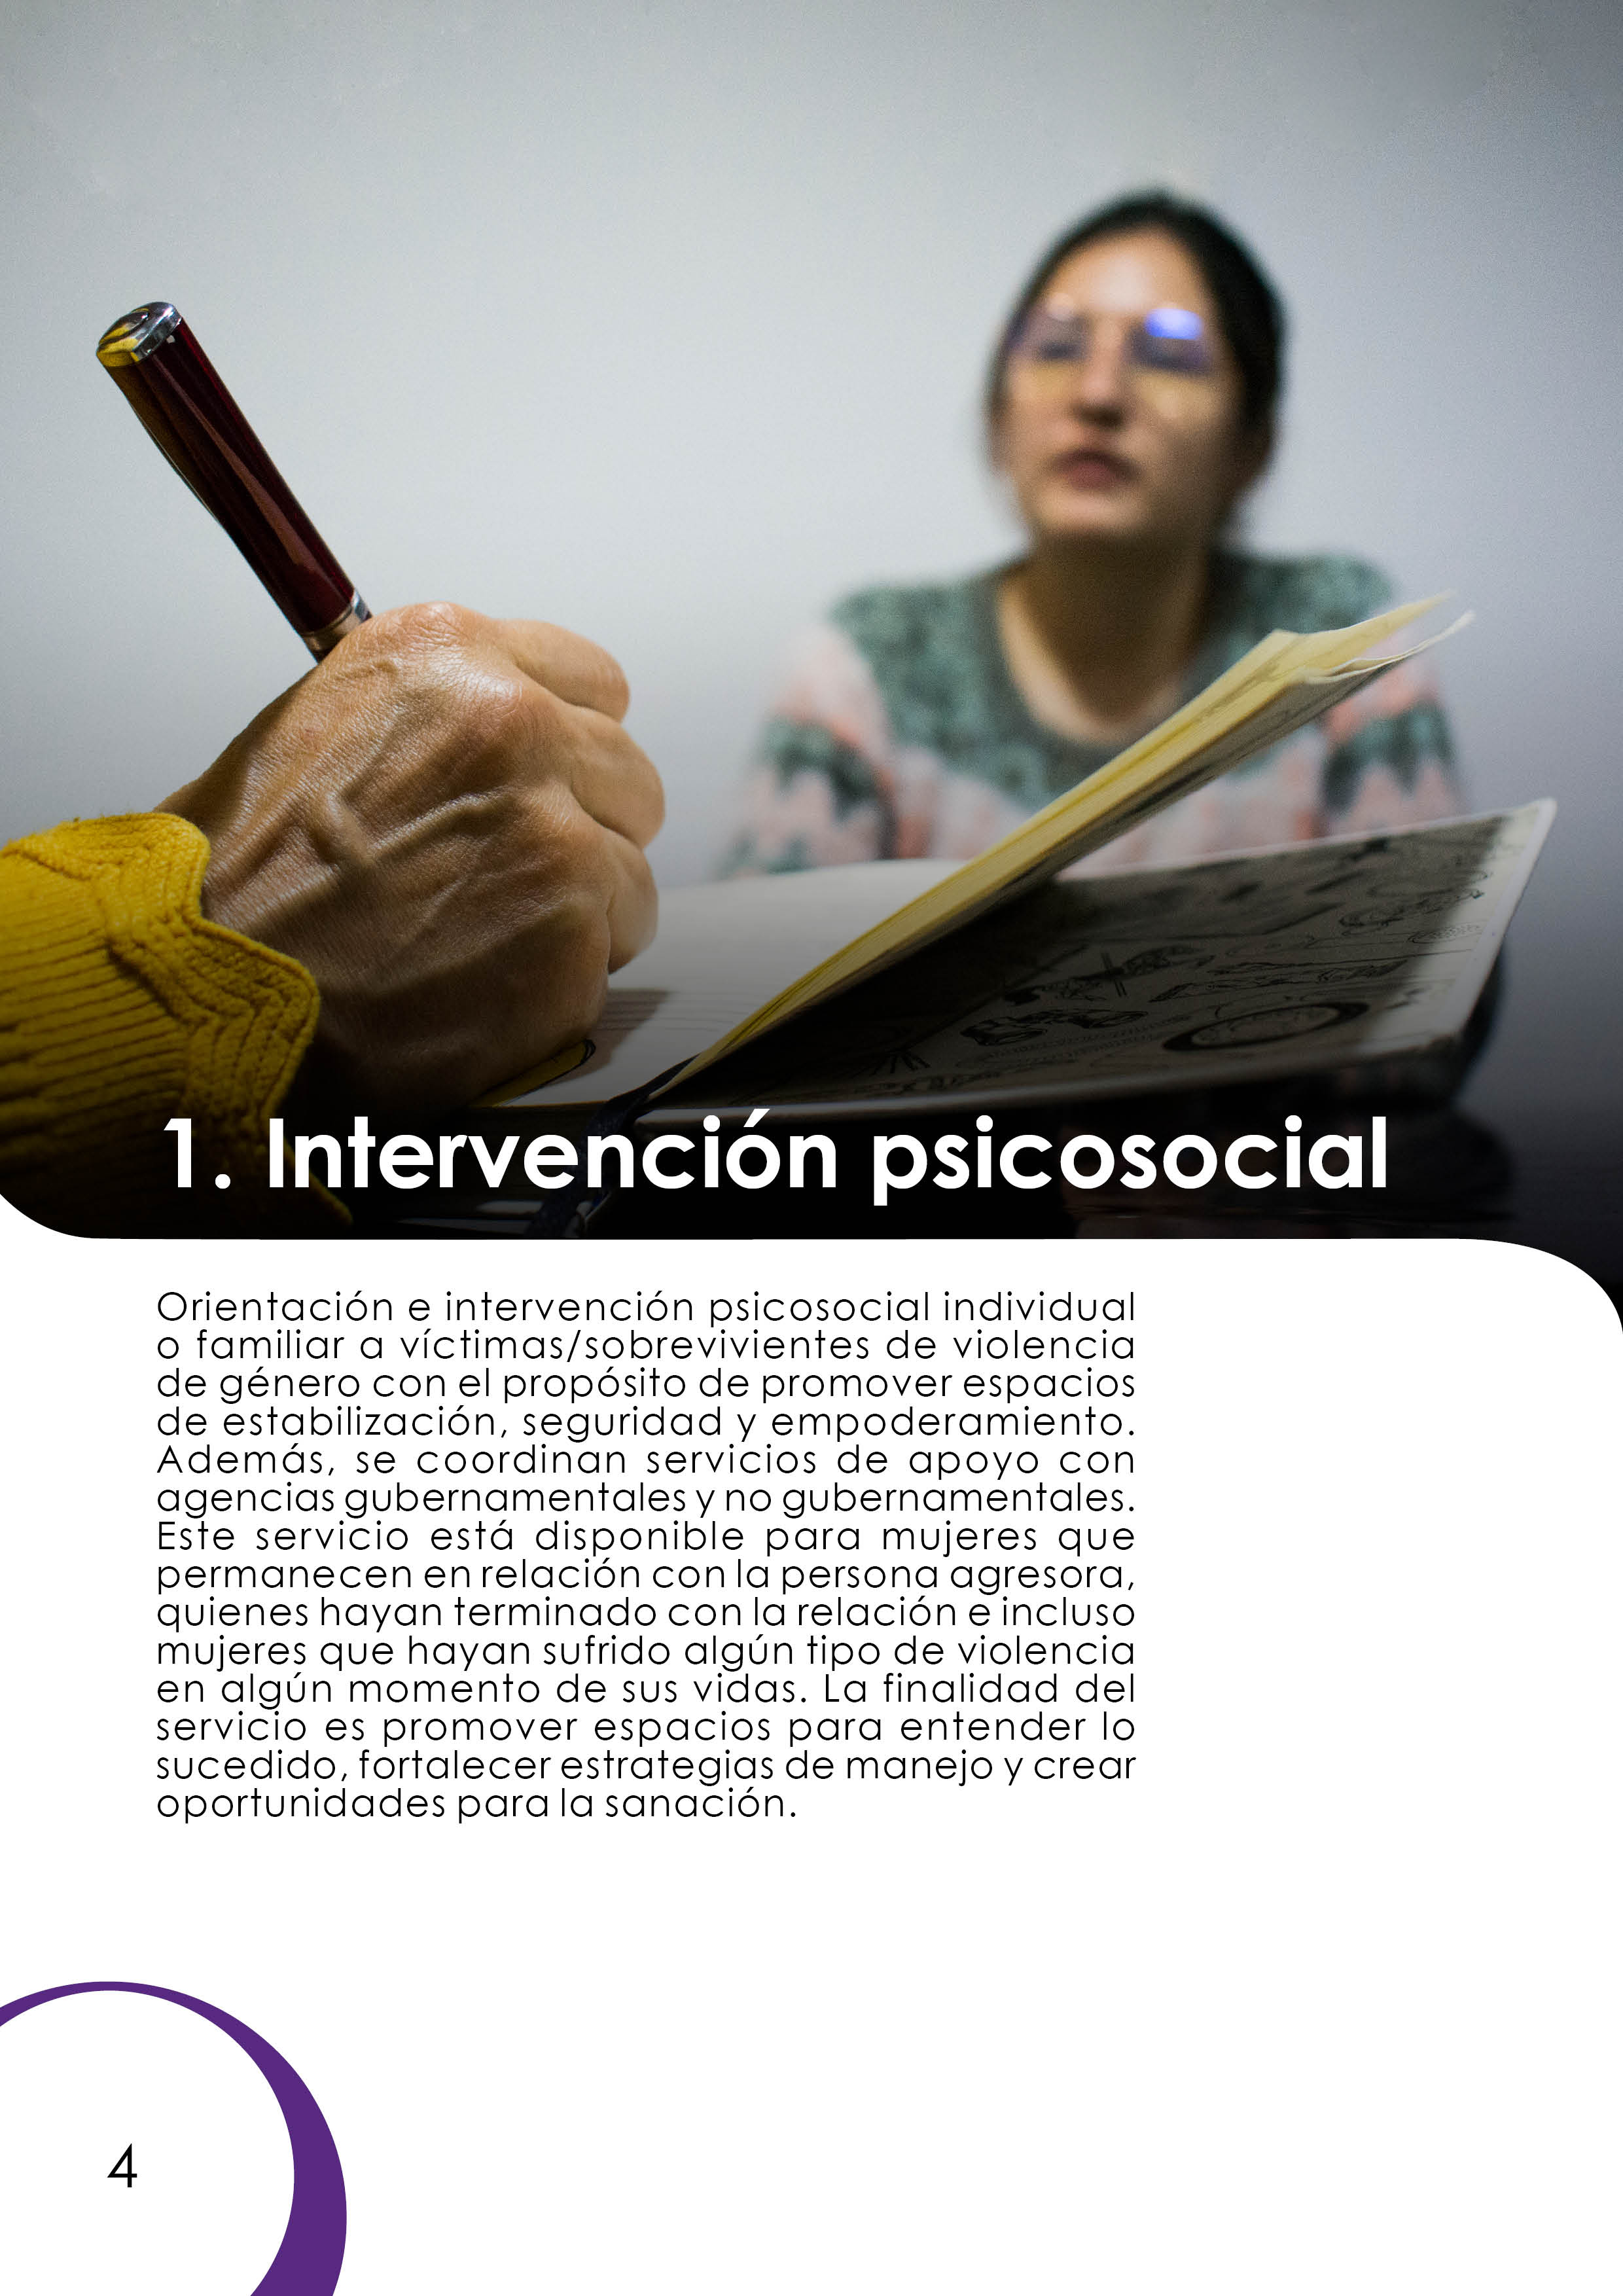 1. Intervención psicosocial
Orientación e intervención psicosocial individual
o familiar a víctimas/sobrevivientes de violencia
de género con el propósito de promover espacios
de estabilización, seguridad y empoderamiento.
Además, se coordinan servicios de apoyo con
agencias gubernamentales y no gubernamentales.
Este servicio está disponible para mujeres que
permanecen en relación con la persona agresora,
quienes hayan terminado con la relación e incluso
mujeres que hayan sufrido algún tipo de violencia
en algún momento de sus vidas. La finalidad del
servicio es promover espacios para entender lo
sucedido, fortalecer estrategias de manejo y crear
oportunidades para la sanación.
4